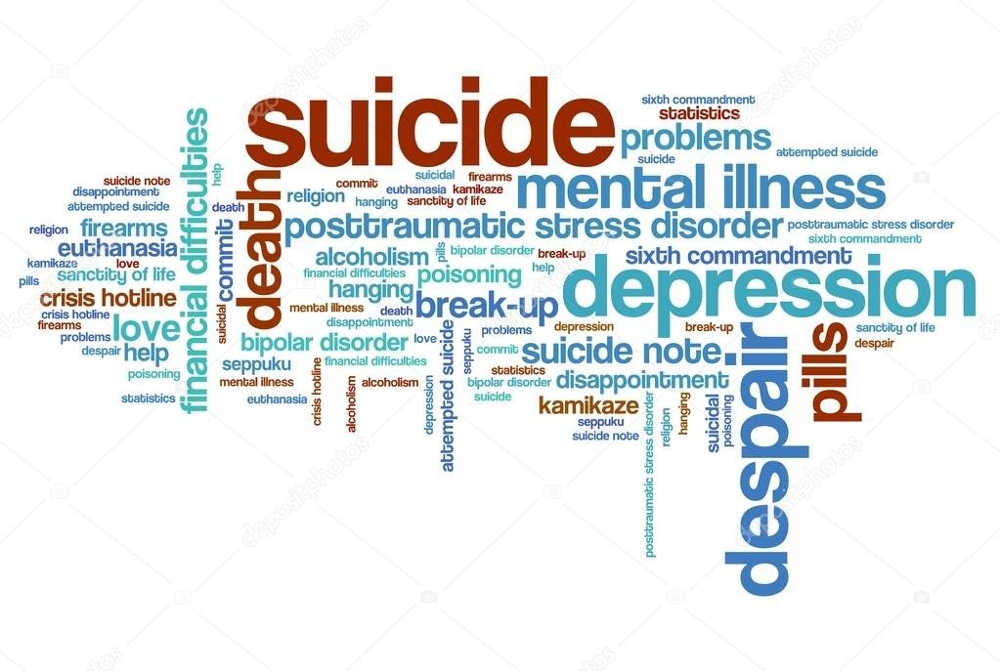 suicide
sixth commandment
statistics
problems
suicide
attempted suicide
financial difficulties
help
death
suicide note
disappointment
attempted suicide
death
religion
commit
suicidal
firearms
euthanasia
kamikaze
hanging
sanctity of life
mental illness
religion
firearms
commit
posttraumatic stress disorder
posttraumatic stress disorder
sixth commandment
euthanasia
kamikaze
love
pills
sanctity of life
alcoholism
pills
bipolar disorder
break-up
help
sixth commandment
financial difficulties
poisoning
depression
crisis hotline
hanging
crisis hotline
firearms
love
suicidal
mental illness
death
break-up
disappointment
problems
depression
break-up
sanctity of life
despair
problems
despair
help
bipolar disorder
love
attempted suicide
seppuku
commit
suicide note
despair
pills
poisoning
seppuku
financial difficulties
statistics
mental illness
crisis hotline
alcoholism
alcoholism
depression
bipolar disorder
disappointment
statistics
euthanasia
suicide
kamikaze
seppuku
suicide note
posttraumatic stress disorder
religion
hanging
suicidal
poisoning
depositphotos